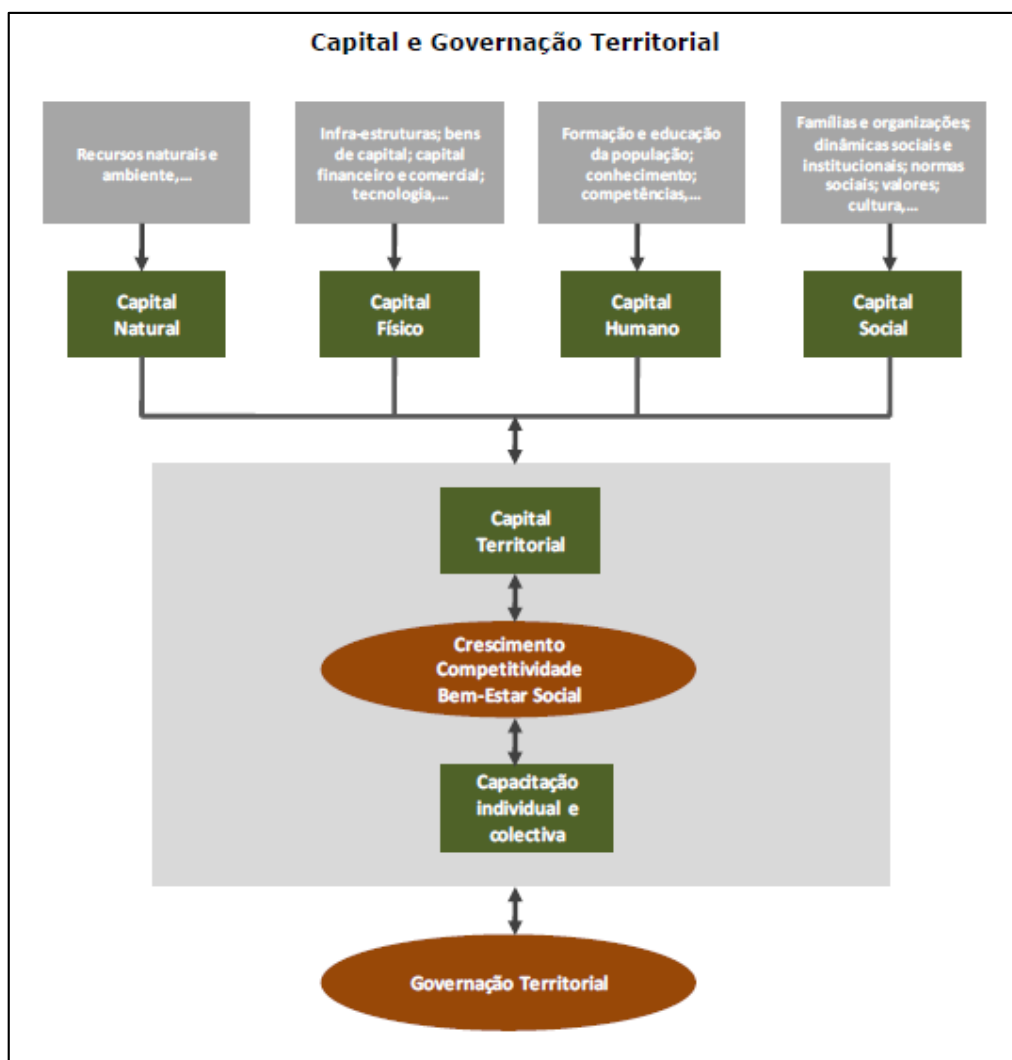 Capital e Governação Territorial
Recursos naturais e
ambiente,...
Infra-estruturas; bens
de capital; capital
financeiro e comercial;
tecnologia,...
Formação e educação
da população;
conhecimento;
competências,...
Famílias e organizações;
dinâmicas sociais e
institucionais; normas
sociais; valores;
cultura,...
Capital
Natural
Capital
Físico
Capital
Humano
Capital
Social
Capital
Territorial
Crescimento
Competitividade
Bem-Estar Social
Capacitação
individual e
colectiva
Governação Territorial